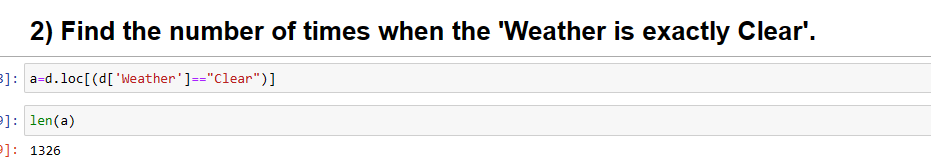 2) Find the number of times when the 'Weather is exactly Clear'.
]: a=d.loc[(d['Weather']=="Clear")]
]: len(a)
]: 1326